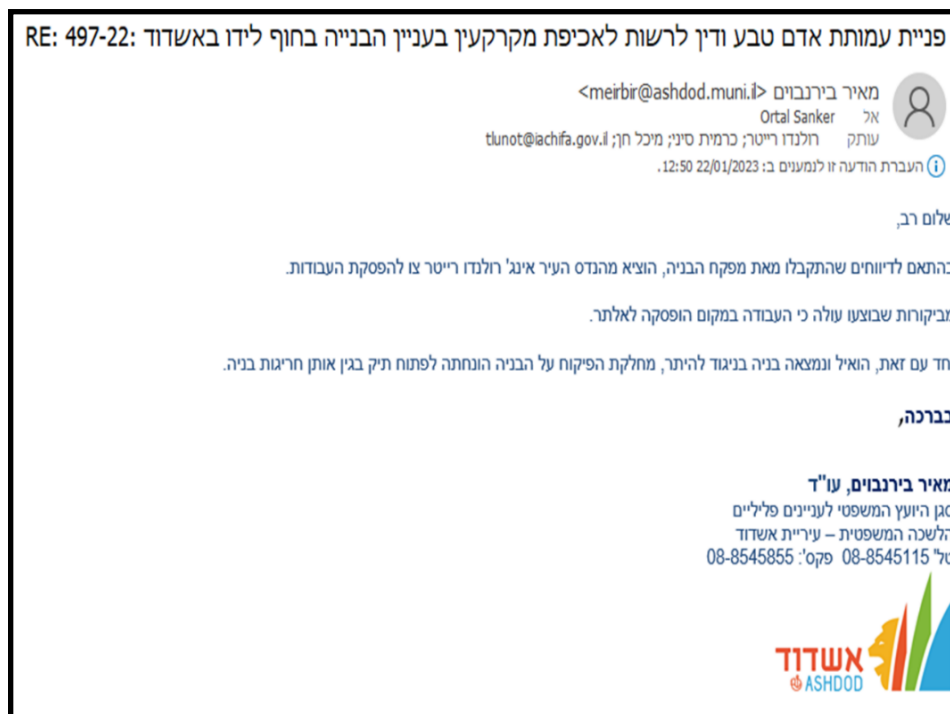 פניית עמותת אדם טבע ודין לרשות לאכיפת מקרקעין בעניין הבנייה בחוף לידו באשדוד :RE: 497-22
מאיר בירנבוים <meirbir@ashdod.muni.il>
אל Ortal Sanker
עותק רולנדו רייטר; כרמית סיני; מיכל חן; tlunot@iachifa.gov.il
העברת הודעה זו לנמענים ב: 22/01/2023 12:50.
שלום רב,
בהתאם לדיווחים שהתקבלו מאת מפקח הבניה, הוציא מהנדס העיר אינג' רולנדו רייטר צו להפסקת העבודות.
מביקורות שבוצעו עולה כי העבודה במקום הופסקה לאלתר.
יחד עם זאת, הואיל ונמצאה בניה בניגוד להיתר, מחלקת הפיקוח על הבניה הונחתה לפתוח תיק בגין אותן חריגות בניה.
בברכה,
מאיר בירנבוים, עו"ד
סגן היועץ המשפטי לעניינים פליליים
הלשכה המשפטית – עיריית אשדוד
טל' 08-8545115 פקס': 08-8545855
אשדוד
ASHDOD